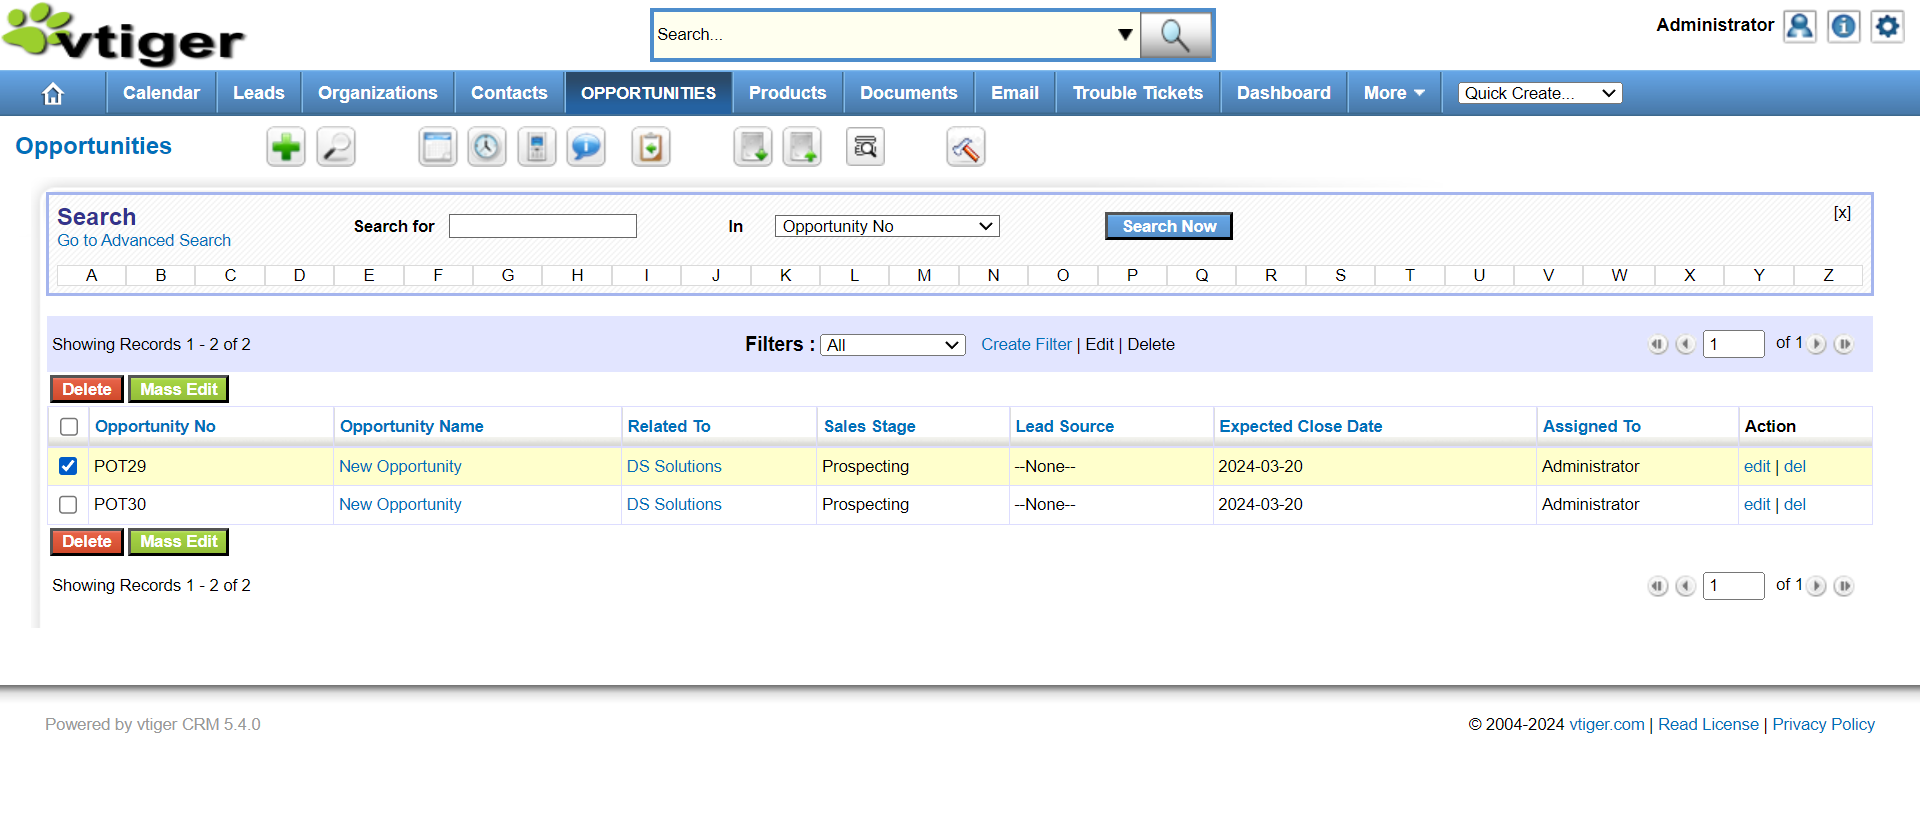 vtiger
Search...
Administrator
Calendar Leads Organizations Contacts OPPORTUNITIES Products Documents Email Trouble Tickets Dashboard More Quick Create...
Opportunities
Search
Go to Advanced Search
Search for In Opportunity No Search Now [x]
A B C D E F G H I J K L M N O P Q R S T U V W X Y Z
Showing Records 1 - 2 of 2 Filters : All Create Filter | Edit | Delete 1 of 1
Delete Mass Edit
Opportunity No Opportunity Name Related To Sales Stage Lead Source Expected Close Date Assigned To Action
POT29 New Opportunity DS Solutions Prospecting --None-- 2024-03-20 Administrator edit | del
POT30 New Opportunity DS Solutions Prospecting --None-- 2024-03-20 Administrator edit | del
Delete Mass Edit
Showing Records 1 - 2 of 2 1 of 1
Powered by vtiger CRM 5.4.0 © 2004-2024 vtiger.com | Read License | Privacy Policy